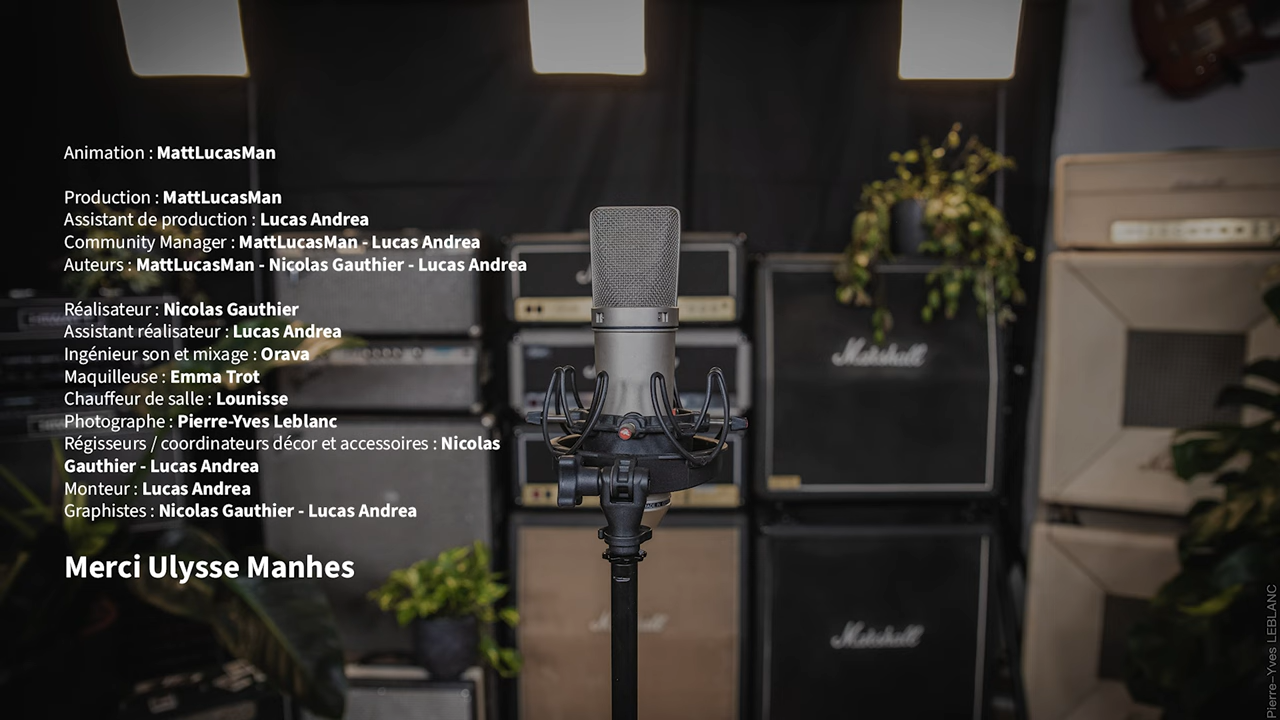 Animation : MattLucasMan
Production : MattLucasMan
Assistant de production : Lucas Andrea
Community Manager : MattLucasMan - Lucas Andrea
Auteurs : MattLucasMan - Nicolas Gauthier - Lucas Andrea
Réalisateur : Nicolas Gauthier
Assistant réalisateur : Lucas Andrea
Ingénieur son et mixage : Orava
Maquilleuse : Emma Trot
Chauffeur de salle : Lounisse
Photographe : Pierre-Yves Leblanc
Régisseurs / coordinateurs décor et accessoires : Nicolas
Gauthier - Lucas Andrea
Monteur : Lucas Andrea
Graphistes : Nicolas Gauthier - Lucas Andrea
Merci Ulysse Manhes
Marshall
Marshall
Pierre-Yves LEBLANC